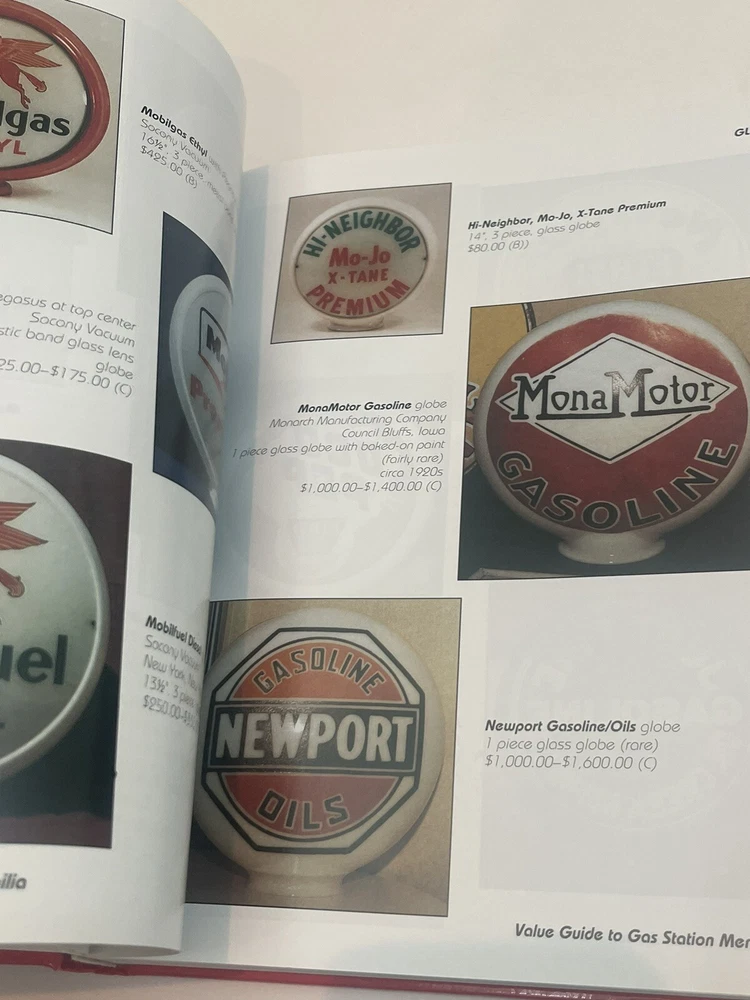 lgas
YL
Mobilgas Ethyl
Socony Vacuum
16½", 3 piece,
$425.00 (B)
egasus at top center
Socony Vacuum
stic band glass lens
globe
25.00–$175.00 (C)
uel
Mobilfuel Diesel
Socony Vacuum
New York,
13½", 3 piece
$250.00–
ilia
GL
HI-NEIGHBOR
Mo-Jo
X-TANE
PREMIUM
Hi-Neighbor, Mo-Jo, X-Tane Premium
14", 3 piece, glass globe
$80.00 (B))
MonaMotor Gasoline globe
Monarch Manufacturing Company
Council Bluffs, Iowa
1 piece glass globe with baked-on paint
(fairly rare)
circa 1920s
$1,000.00–$1,400.00 (C)
MonaMotor
GASOLINE
GASOLINE
NEWPORT
OILS
Newport Gasoline/Oils globe
1 piece glass globe (rare)
$1,000.00–$1,600.00 (C)
Value Guide to Gas Station Mem